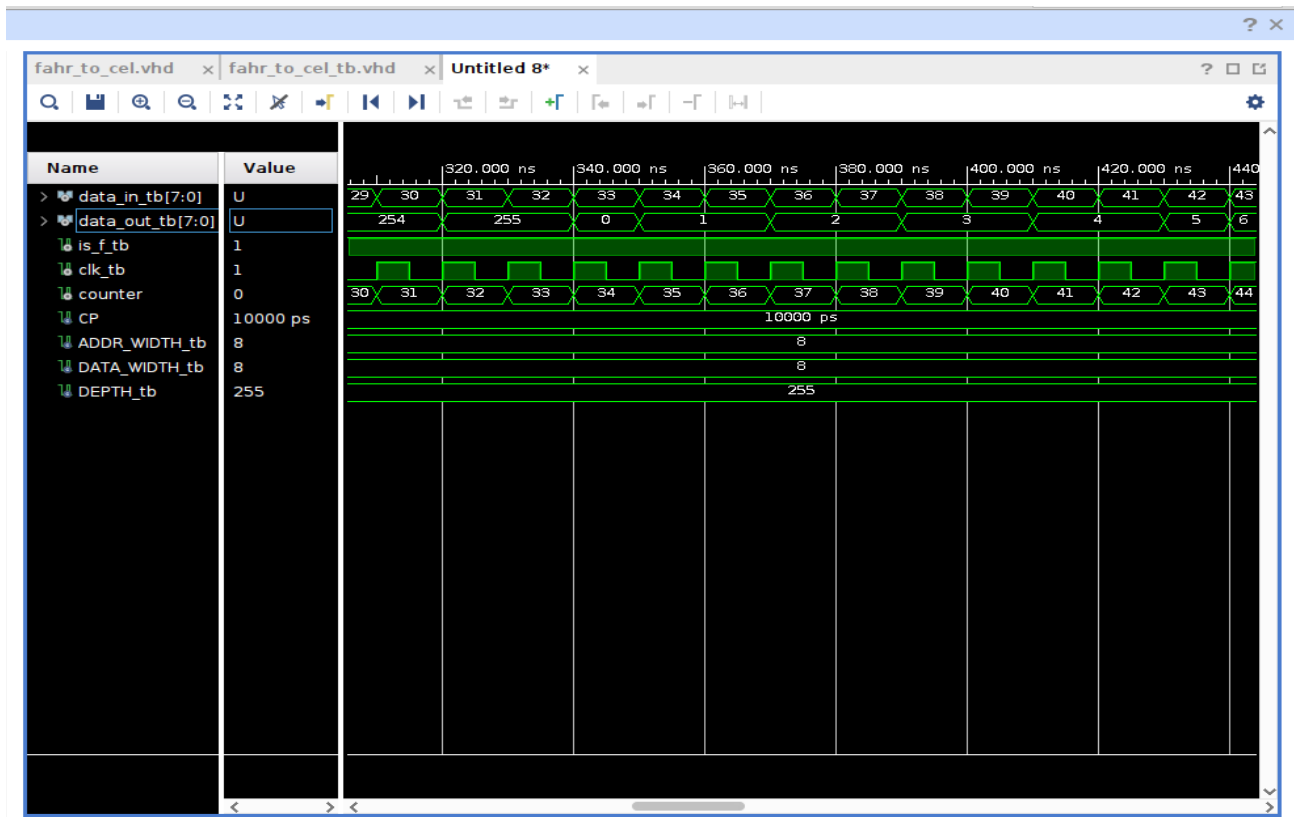 ? ×
fahr_to_cel.vhd × fahr_to_cel_tb.vhd × Untitled 8* × ?
Name Value
320.000 ns 340.000 ns 360.000 ns 380.000 ns 400.000 ns 420.000 ns 440
data_in_tb[7:0] U 29 30 31 32 33 34 35 36 37 38 39 40 41 42 43
data_out_tb[7:0] U 254 255 0 1 2 3 4 5 6
is_f_tb 1
clk_tb 1
counter 0 30 31 32 33 34 35 36 37 38 39 40 41 42 43 44
CP 10000 ps 10000 ps
ADDR_WIDTH_tb 8 8
DATA_WIDTH_tb 8 8
DEPTH_tb 255 255